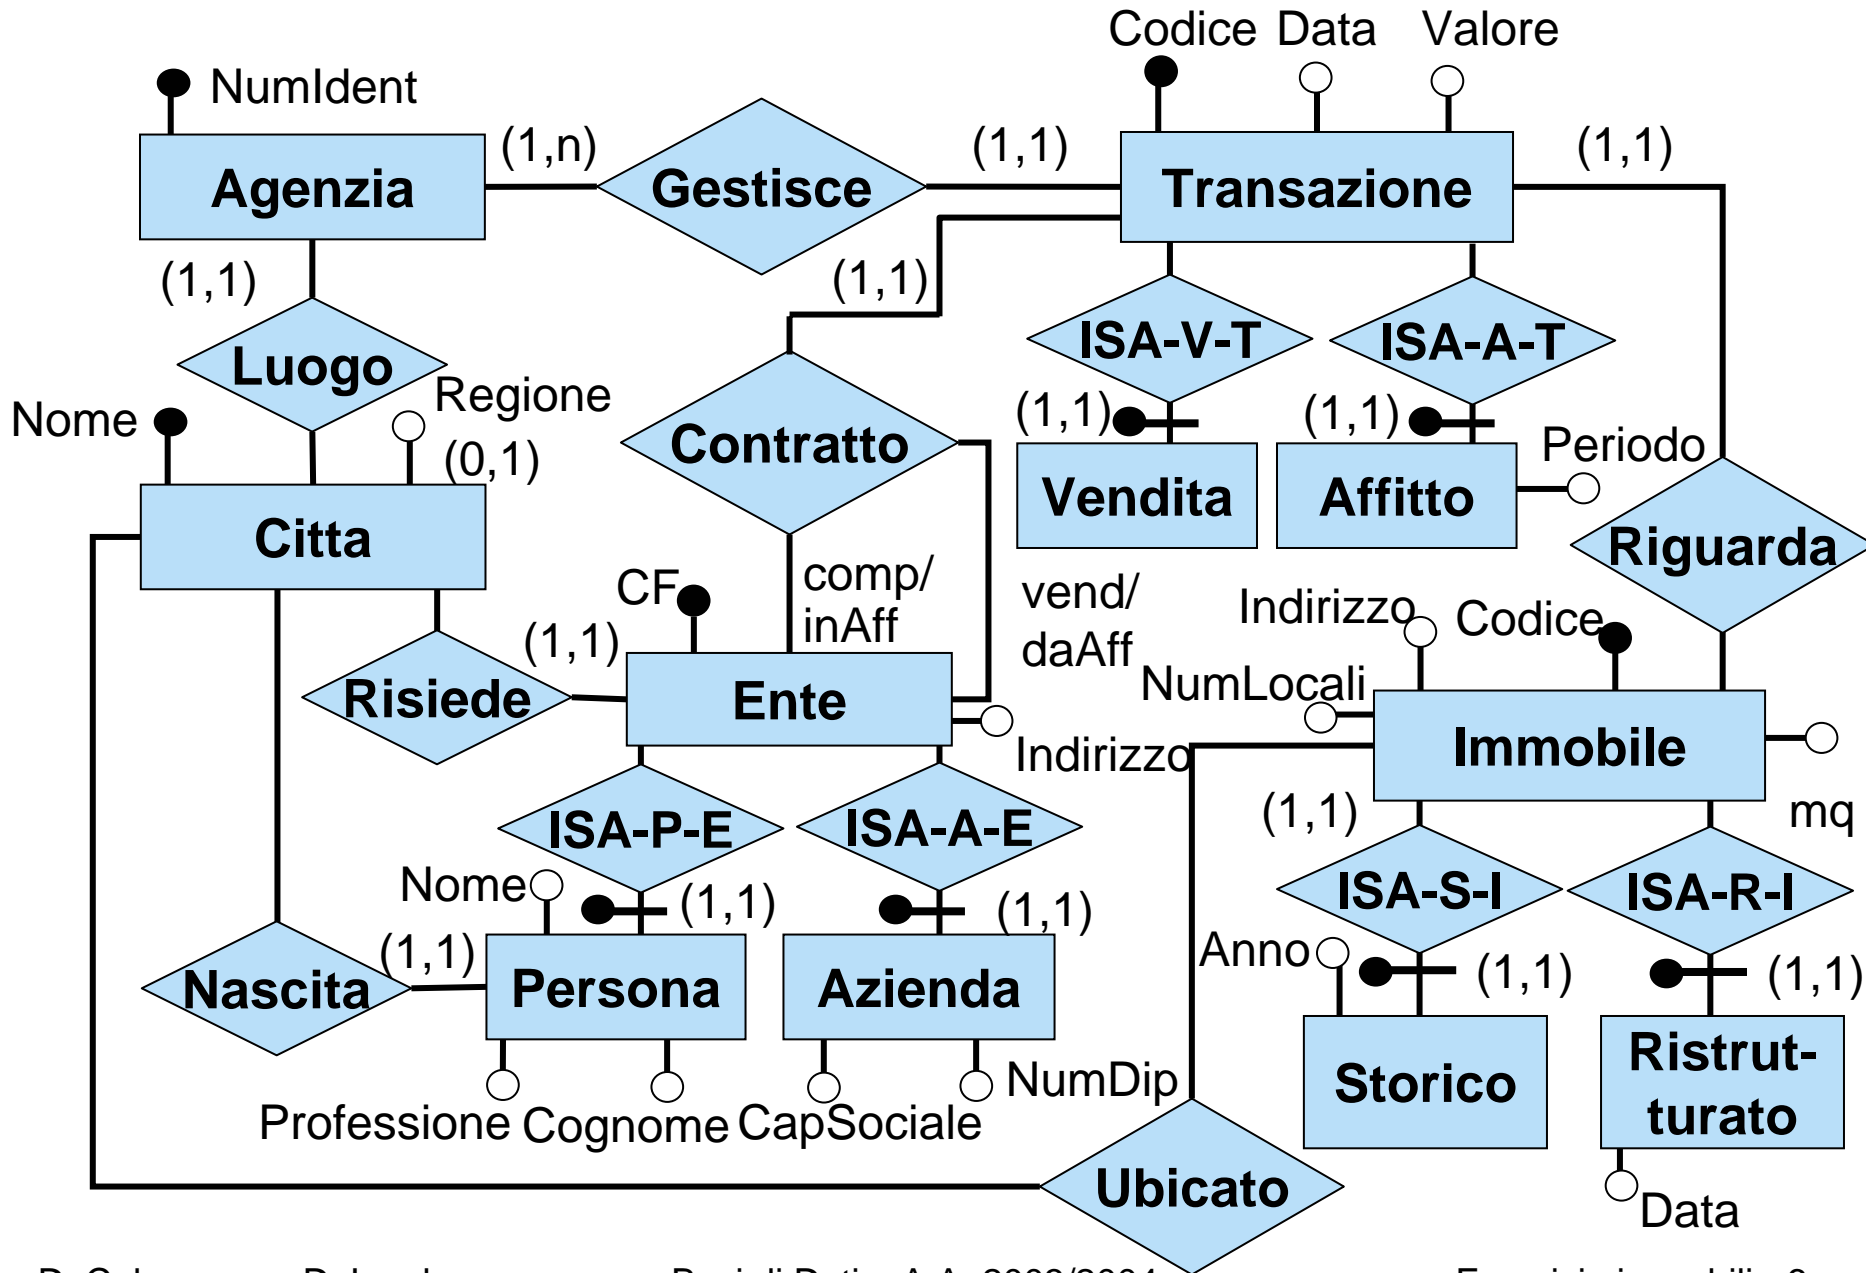 Codice Data Valore
NumIdent
(1,n)
(1,1)
(1,1)
Agenzia
Gestisce
Transazione
(1,1)
(1,1)
ISA-V-T
ISA-A-T
Luogo
Regione
(0,1)
Nome
(1,1)
(1,1)
Contratto
Periodo
Vendita
Affitto
Citta
Riguarda
CF
comp/
inAff
vend/
daAff
Indirizzo
Codice
(1,1)
NumLocali
Risiede
Ente
Immobile
Indirizzo
(1,1)
mq
ISA-P-E
ISA-A-E
Nome
(1,1)
(1,1)
ISA-S-I
ISA-R-I
Anno
(1,1)
(1,1)
(1,1)
Nascita
Persona
Azienda
NumDip
Storico
Ristrut-
turato
Professione
Cognome
CapSociale
Ubicato
Data